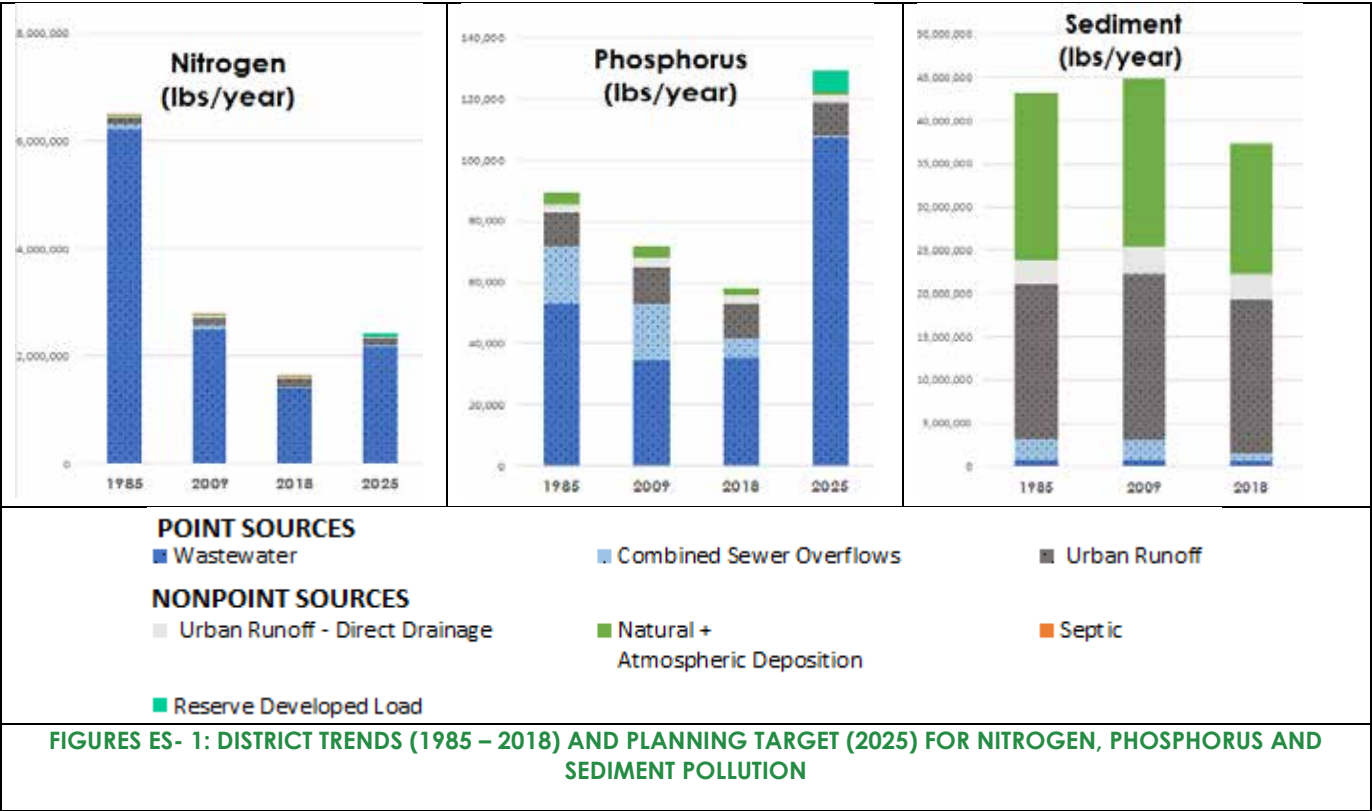 Nitrogen
(lbs/year)
8,000,000
6,000,000
4,000,000
2,000,000
0
1985 2009 2018 2025
Phosphorus
(lbs/year)
140,000
120,000
100,000
80,000
60,000
40,000
20,000
0
1985 2009 2018 2025
Sediment
(lbs/year)
50,000,000
45,000,000
40,000,000
35,000,000
30,000,000
25,000,000
20,000,000
15,000,000
10,000,000
5,000,000
0
1985 2009 2018
POINT SOURCES
Wastewater Combined Sewer Overflows Urban Runoff
NONPOINT SOURCES
Urban Runoff - Direct Drainage Natural + Septic
Atmospheric Deposition
Reserve Developed Load
FIGURES ES- 1: DISTRICT TRENDS (1985 – 2018) AND PLANNING TARGET (2025) FOR NITROGEN, PHOSPHORUS AND
SEDIMENT POLLUTION